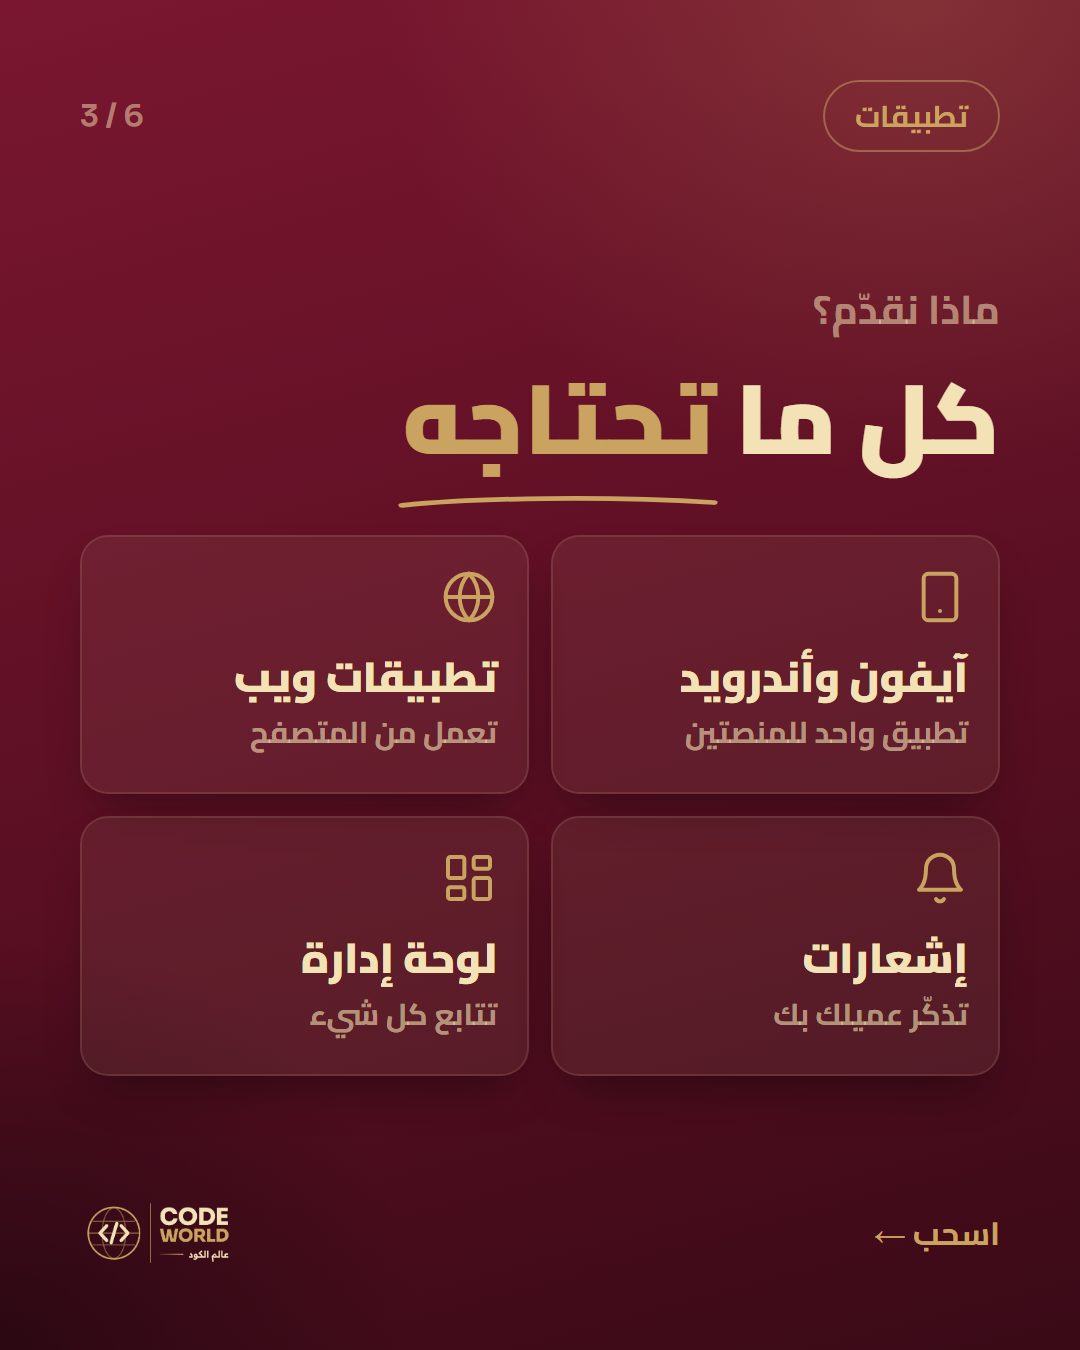 تطبيقات
3 / 6
ماذا نقدّم؟
كل ما تحتاجه
آيفون وأندرويد
تطبيق واحد للمنصتين
تطبيقات ويب
تعمل من المتصفح
إشعارات
تذكّر عميلك بك
لوحة إدارة
تتابع كل شيء
اسحب ←
</> CODE
WORLD
عالم الكود